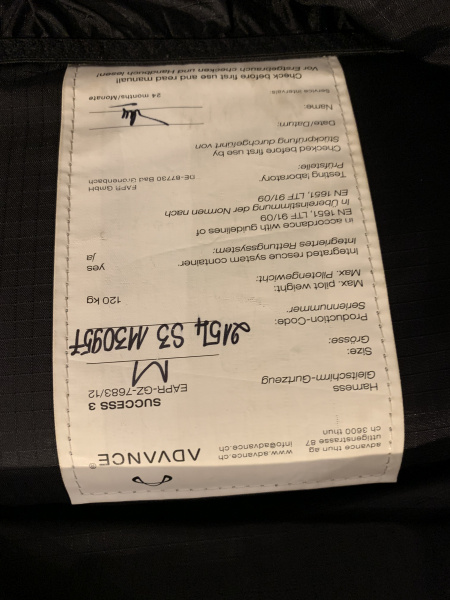 ADVANCE®
advance thun ag
uttigenstrasse 87 www.advance.ch
ch 3600 thun info@advance.ch
Harness SUCCESS 3
Gleitschirm-Gurtzeug EAPR-GZ-7683/12
Size: M
Grösse:
Production-Code: 2154 S3 M30957
Seriennummer:
Max. pilot weight: 120 kg
Max. Pilotengewicht:
Integrated rescue system container: yes
Integriertes Rettungssystem: ja
in accordance with guidelines of
EN 1651, LTF 91/09
in Übereinstimmung der Normen nach
EN 1651, LTF 91/09
Testing laboratory EAPR GmbH
Prüfstelle: DE-87730 Bad Grönenbach
Checked before first use by
Stückprüfung durchgeführt von
Date/Datum:
Name:
Service intervals 24 months/Monate
Check before first use and read manual!
Vor Erstgebrauch checken und Handbuch lesen!